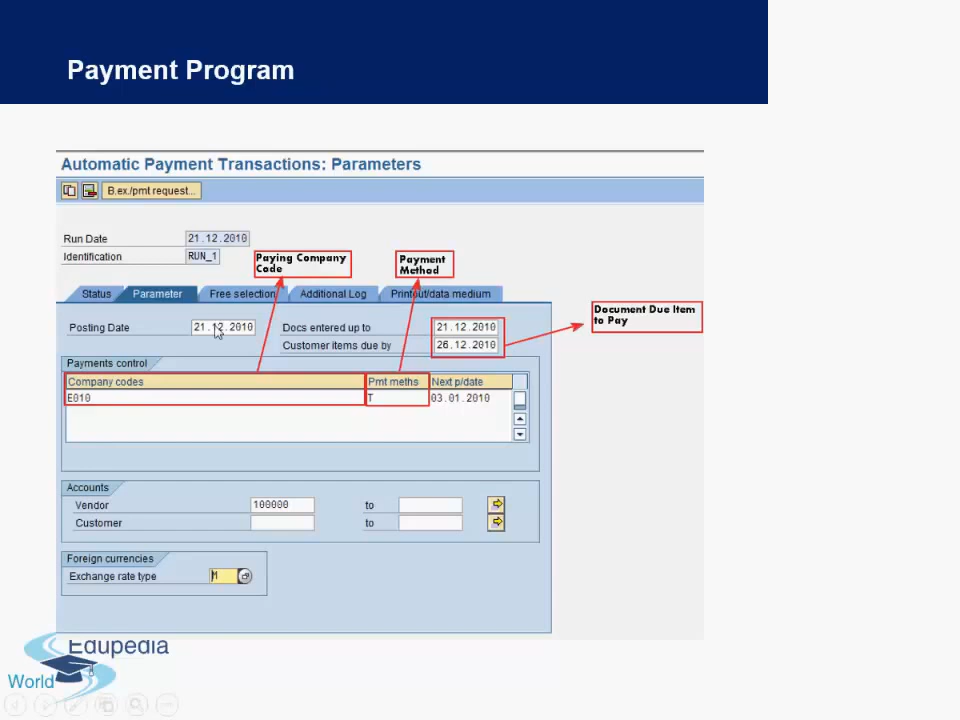 Payment Program
Automatic Payment Transactions: Parameters
B.ex./pmt request...
Run Date 21.12.2010
Identification RUN_1
Paying Company
Code
Payment
Method
Status Parameter Free selection Additional Log Printout/data medium
Document Due Item
to Pay
Posting Date 21.12.2010 Docs entered up to 21.12.2010
Customer items due by 26.12.2010
Payments control
Company codes Pmt meths Next p/date
E010 T 03.01.2010
Accounts
Vendor 100000 to
Customer to
Foreign currencies
Exchange rate type M
Edupedia
World